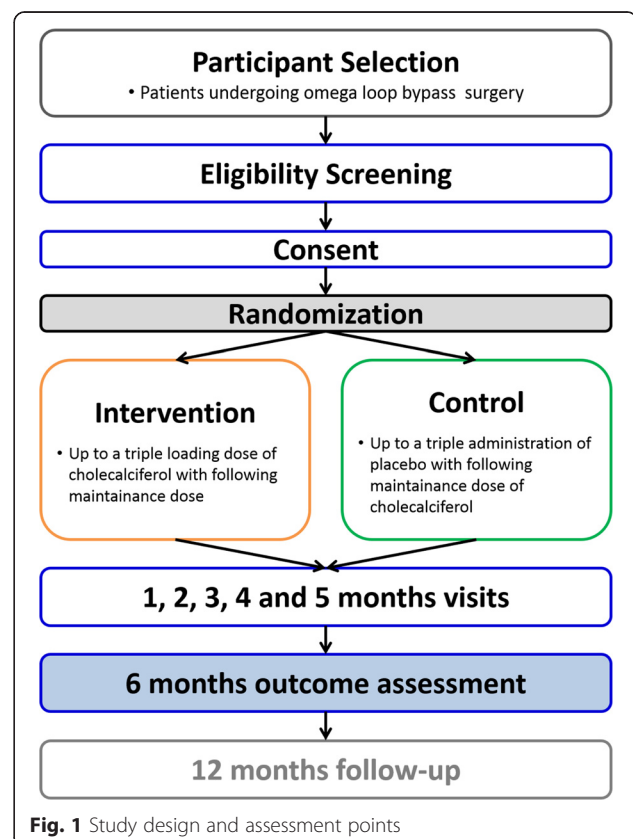 Participant Selection
• Patients undergoing omega loop bypass surgery
Eligibility Screening
Consent
Randomization
Intervention
• Up to a triple loading dose of
cholecalciferol with following
maintainance dose
Control
• Up to a triple administration of
placebo with following
maintainance dose of
cholecalciferol
1, 2, 3, 4 and 5 months visits
6 months outcome assessment
12 months follow-up
Fig. 1 Study design and assessment points